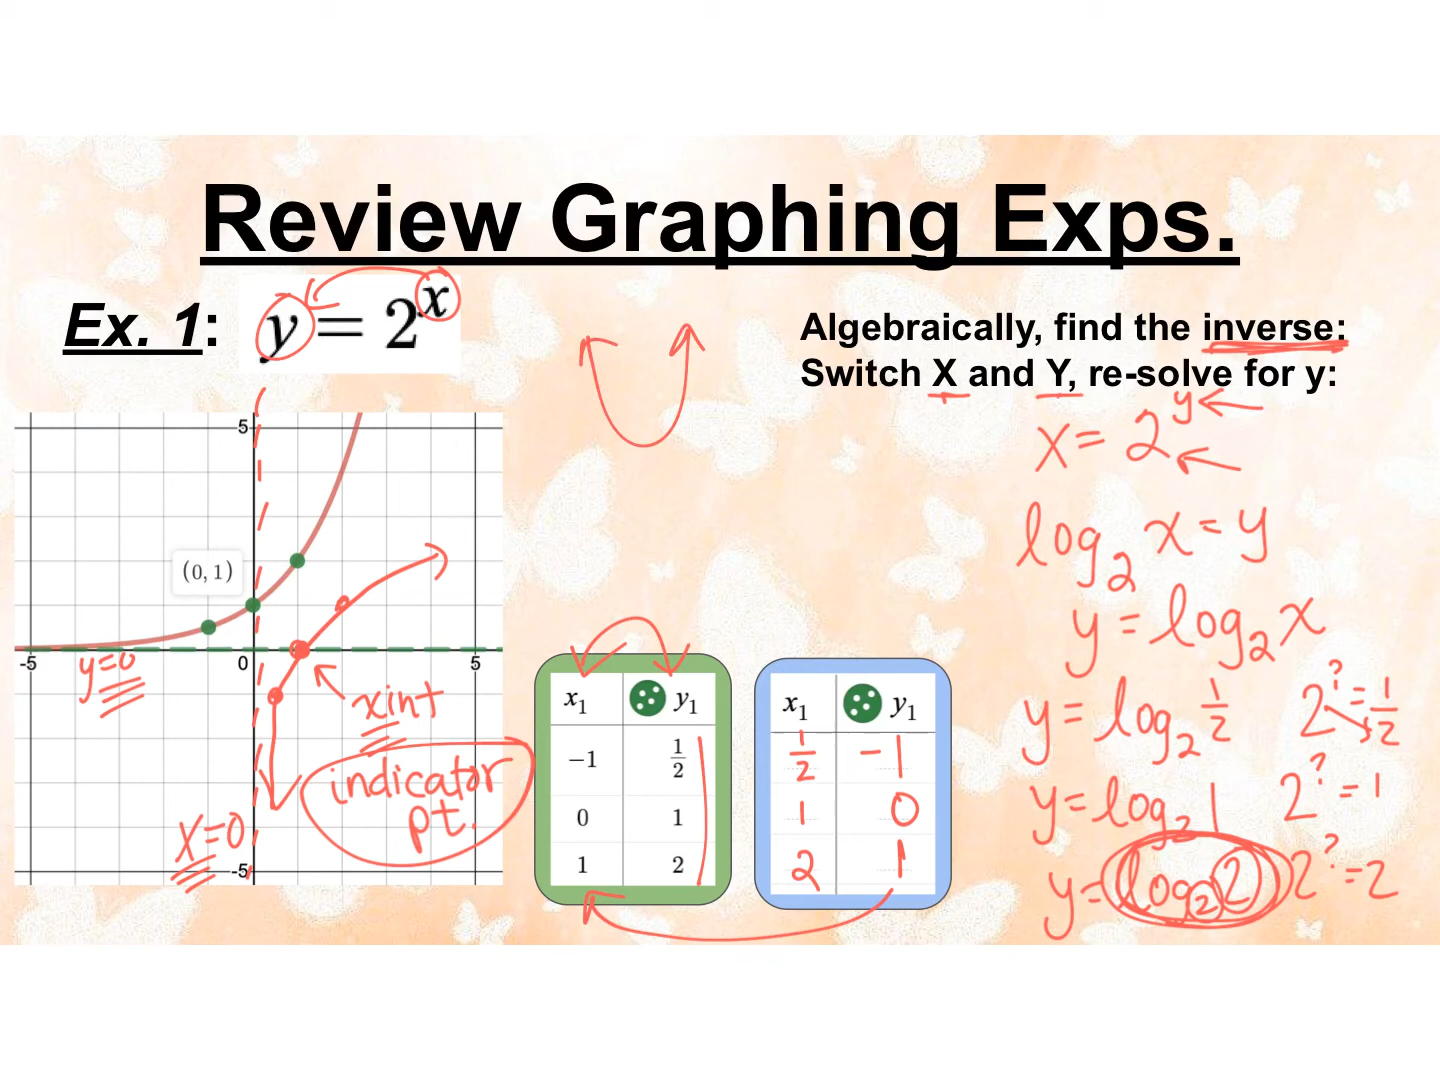 Review Graphing Exps.
Ex. 1: y = 2^x
Algebraically, find the inverse:
Switch X and Y, re-solve for y:
x = 2^y
log₂ x = y
y = log₂ x
y = log₂ 1/2 2^? = 1/2
y = log₂ 1 2^? = 1
y = log₂ 2 2^? = 2
5
(0, 1)
-5 0 5
y=0
x int
indicator
pt.
x=0
-5
x₁ y₁
−1 1/2
0 1
1 2
x₁ y₁
1/2 -1
1 0
2 1